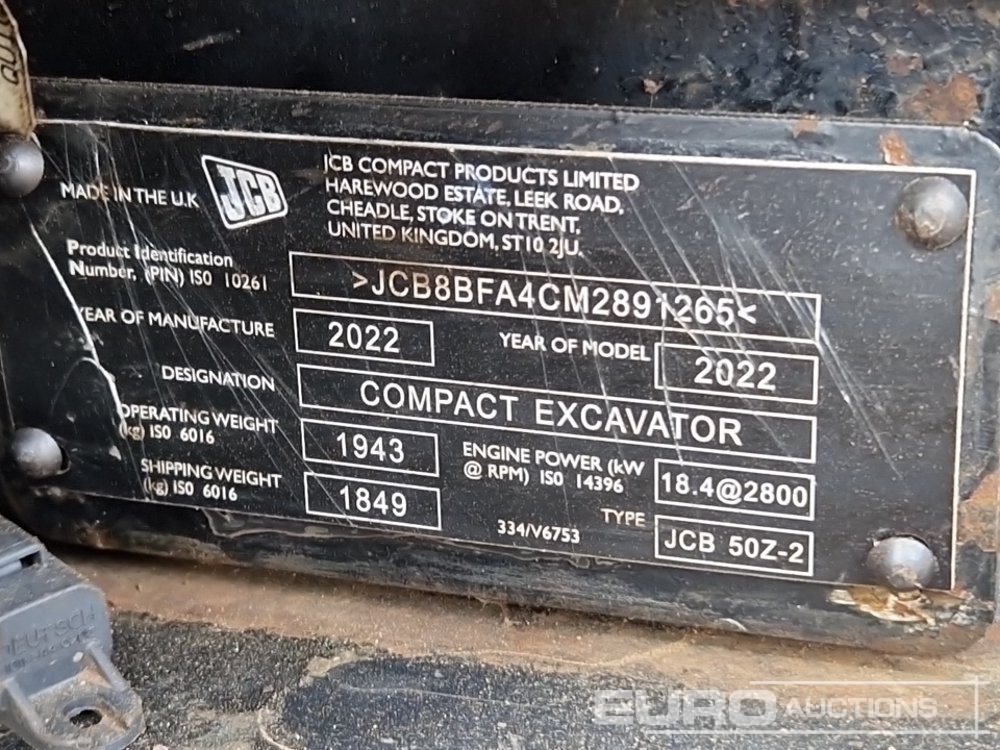 QUIC
MADE IN THE U.K
JCB
JCB COMPACT PRODUCTS LIMITED
HAREWOOD ESTATE, LEEK ROAD,
CHEADLE, STOKE ON TRENT,
UNITED KINGDOM, ST10 2JU.
Product Identification
Number, (PIN) ISO 10261
>JCB8BFA4CM2891265<
YEAR OF MANUFACTURE 2022
YEAR OF MODEL 2022
DESIGNATION COMPACT EXCAVATOR
OPERATING WEIGHT
(kg) ISO 6016
1943
ENGINE POWER (kW
@ RPM) ISO 14396
18.4@2800
SHIPPING WEIGHT
(kg) ISO 6016
1849
334/V6753
TYPE JCB 50Z-2
DEUTSCH
EURO AUCTIONS